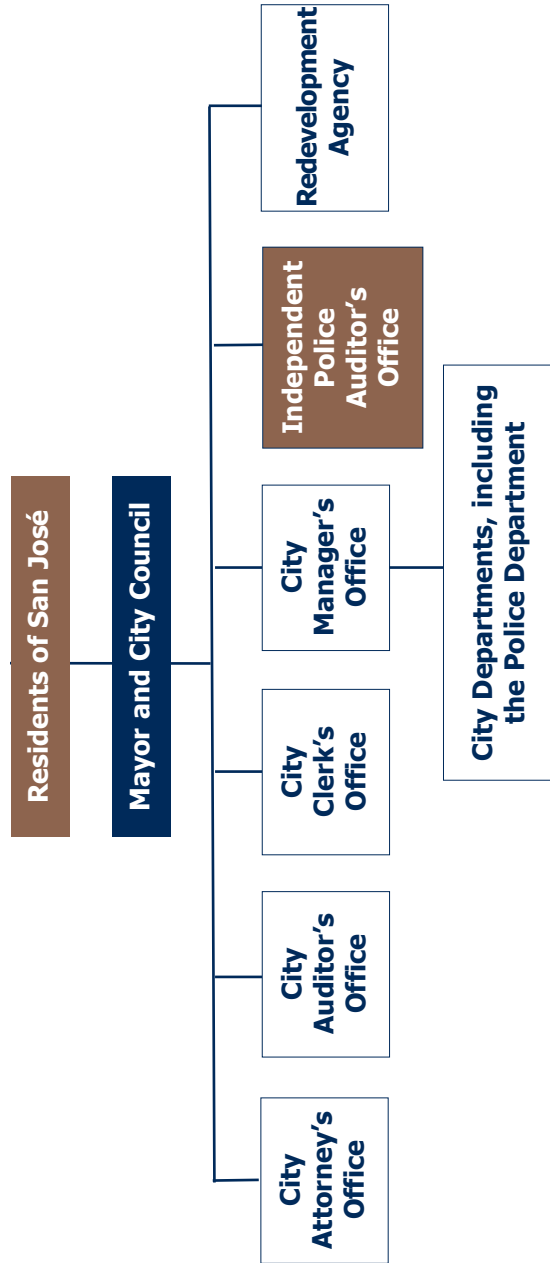 Residents of San José
Mayor and City Council
City
Attorney’s
Office
City
Auditor’s
Office
City
Clerk’s
Office
City
Manager’s
Office
Independent
Police
Auditor’s
Office
Redevelopment
Agency
City Departments, including
the Police Department